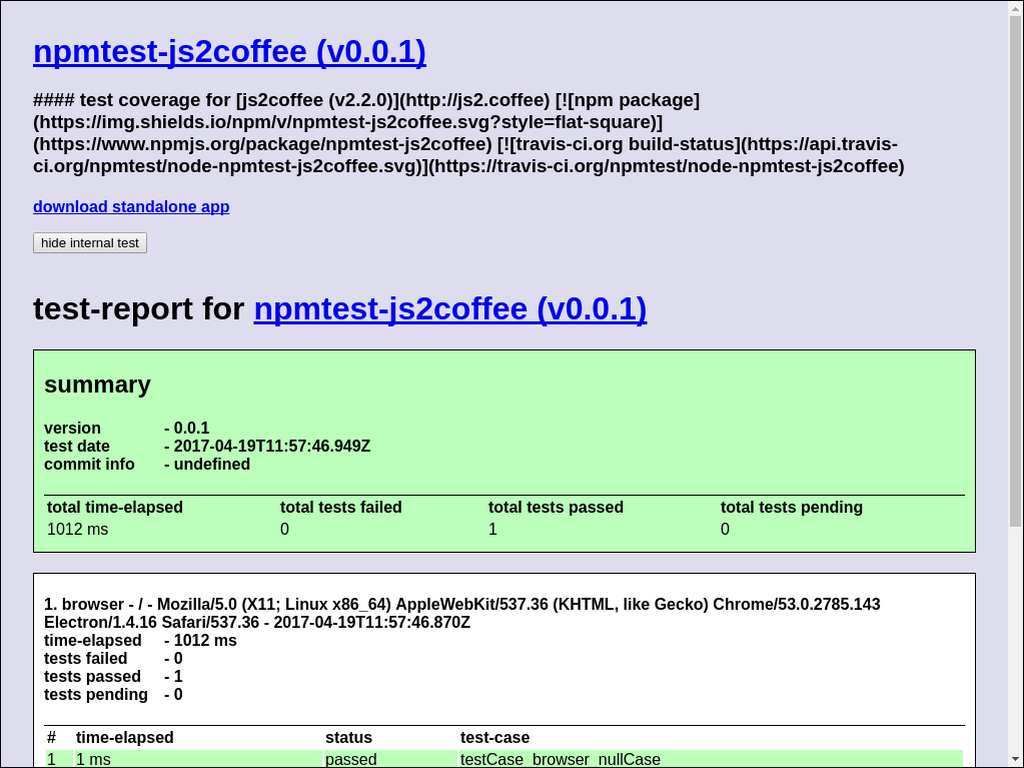 npmtest-js2coffee (v0.0.1)
#### test coverage for [js2coffee (v2.2.0)](http://js2.coffee) [![npm package]
(https://img.shields.io/npm/v/npmtest-js2coffee.svg?style=flat-square)]
(https://www.npmjs.org/package/npmtest-js2coffee) [![travis-ci.org build-status](https://api.travis-
ci.org/npmtest/node-npmtest-js2coffee.svg)](https://travis-ci.org/npmtest/node-npmtest-js2coffee)
download standalone app
hide internal test
test-report for npmtest-js2coffee (v0.0.1)
summary
version - 0.0.1
test date - 2017-04-19T11:57:46.949Z
commit info - undefined
total time-elapsed total tests failed total tests passed total tests pending
1012 ms 0 1 0
1. browser - / - Mozilla/5.0 (X11; Linux x86_64) AppleWebKit/537.36 (KHTML, like Gecko) Chrome/53.0.2785.143
Electron/1.4.16 Safari/537.36 - 2017-04-19T11:57:46.870Z
time-elapsed - 1012 ms
tests failed - 0
tests passed - 1
tests pending - 0
# time-elapsed status test-case
1 1 ms passed testCase_browser_nullCase